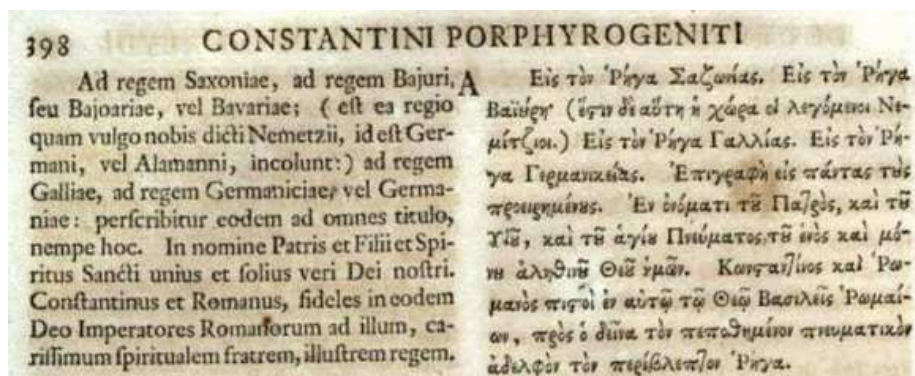 398 CONSTANTINI PORPHYROGENITI
Ad regem Saxoniae, ad regem Bajuri,
ſeu Bajoariae, vel Bavariae; ( eſt ea regio
quam vulgo nobis dicti Nemetzii, id eſt Ger-
mani, vel Alamanni, incolunt:) ad regem
Galliae, ad regem Germaniciae, vel Germa-
niae: perſcribitur eodem ad omnes titulo,
nempe hoc. In nomine Patris et Filii et Spi-
ritus Sancti unius et ſolius veri Dei noſtri.
Conſtantinus et Romanus, fideles in eodem
Deo Imperatores Romanorum ad illum, ca-
riſſimum ſpiritualem fratrem, illuſtrem regem.
A
Εἰς τὸν Ῥῆγα Σαξωνίας. Εἰς τὸν Ῥῆγα
Βαϊούρη (ἔστιν δὲ αὕτη ἡ χώρα οἱ λεγόμενοι Νε-
μίτζιοι.) Εἰς τὸν Ῥῆγα Γαλλίας. Εἰς τὸν Ῥῆ-
γα Γερμανικείας. Ἐπιγραφὴ εἰς πάντας τοὺς
προειρημένους. Ἐν ὀνόματι τοῦ Πατρὸς, καὶ τοῦ
Υἱοῦ, καὶ τοῦ ἁγίου Πνεύματος, τοῦ ἑνὸς καὶ μό-
νου ἀληθινοῦ Θεοῦ ἡμῶν. Κωνσταντῖνος καὶ Ῥω-
μανὸς πιστοὶ ἐν αὐτῷ τῷ Θεῷ Βασιλεῖς Ῥωμαί-
ων, πρὸς ὁ δεῖνα τὸν πεποθημένον πνευματικὸν
ἀδελφὸν τὸν περίβλεπτον Ῥῆγα.